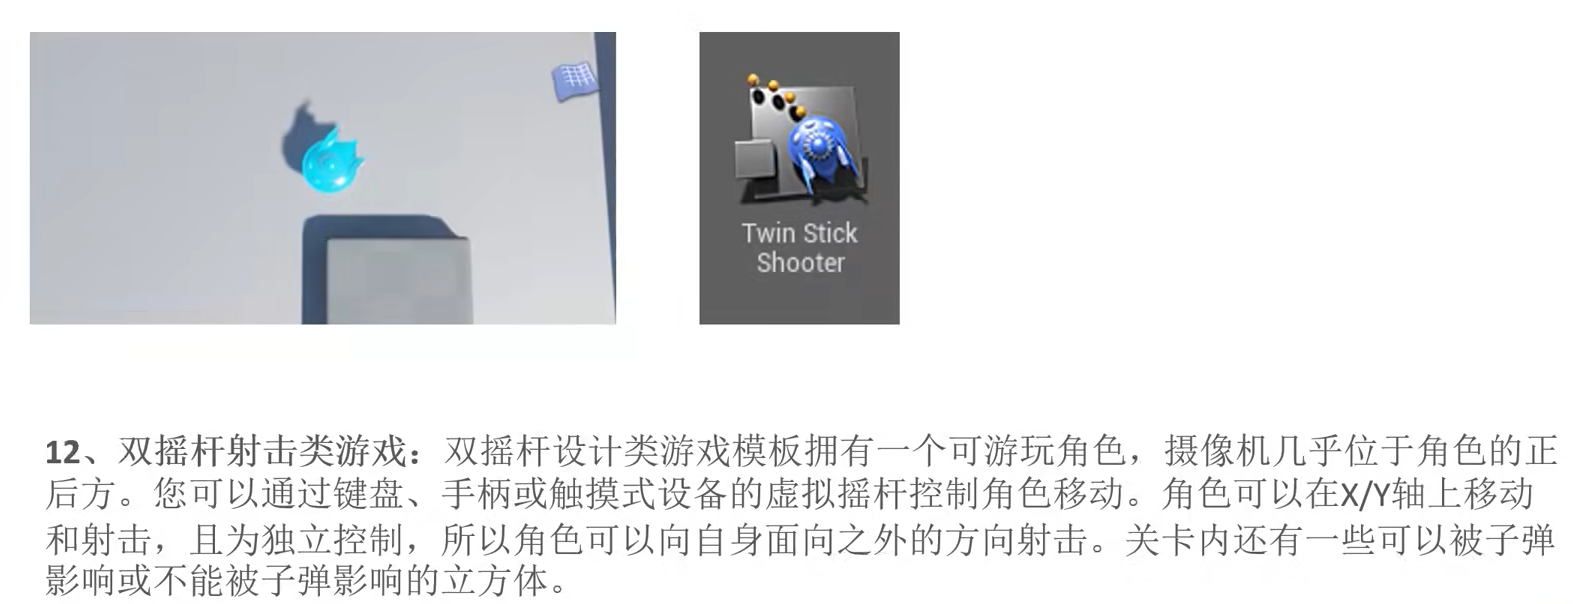 Twin Stick
Shooter
12、双摇杆射击类游戏：双摇杆设计类游戏模板拥有一个可游玩角色，摄像机几乎位于角色的正
后方。您可以通过键盘、手柄或触摸式设备的虚拟摇杆控制角色移动。角色可以在X/Y轴上移动
和射击，且为独立控制，所以角色可以向自身面向之外的方向射击。关卡内还有一些可以被子弹
影响或不能被子弹影响的立方体。